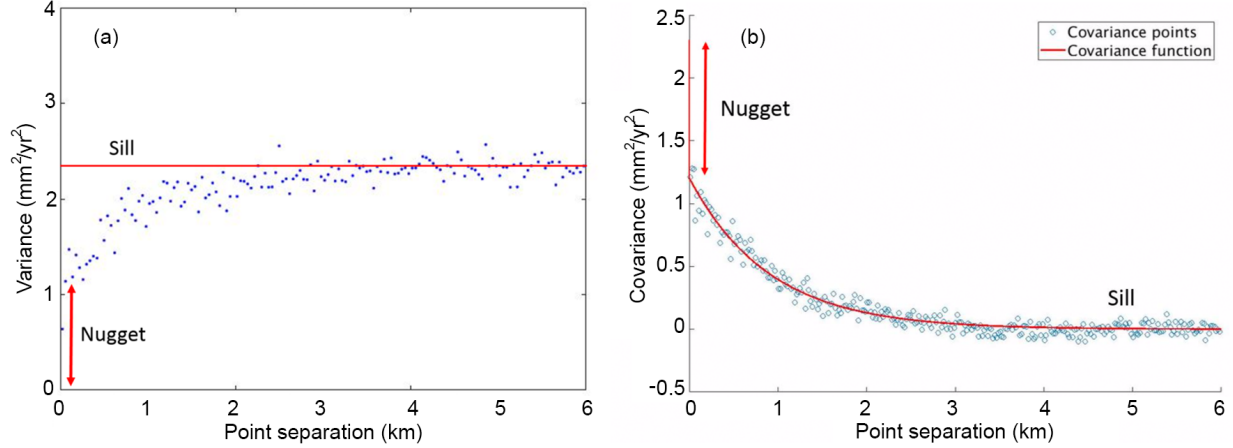 (a)
Variance (mm²/yr²)
4
3
2
1
0
Sill
Nugget
0 1 2 3 4 5 6
Point separation (km)
(b)
Covariance (mm²/yr²)
2.5
2
1.5
1
0.5
0
-0.5
Covariance points
Covariance function
Nugget
Sill
0 1 2 3 4 5 6
Point separation (km)